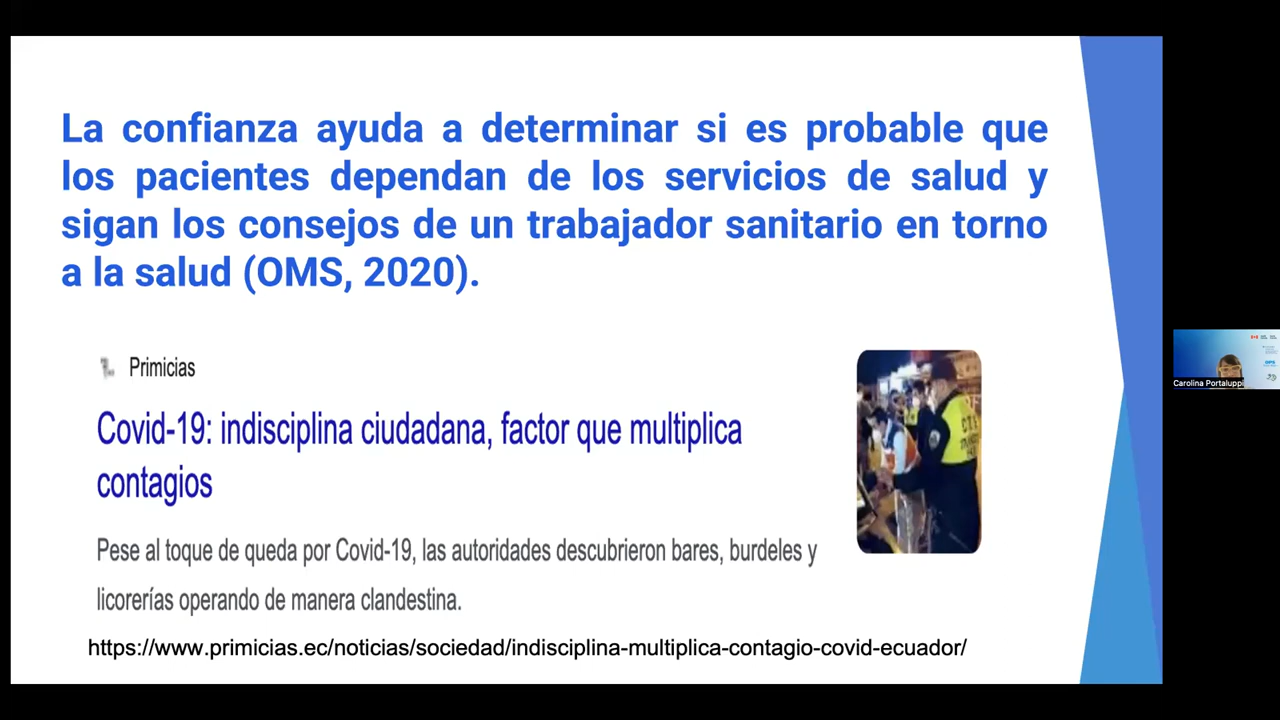 La confianza ayuda a determinar si es probable que
los pacientes dependan de los servicios de salud y
sigan los consejos de un trabajador sanitario en torno
a la salud (OMS, 2020).
Primicias
Covid-19: indisciplina ciudadana, factor que multiplica
contagios
Pese al toque de queda por Covid-19, las autoridades descubrieron bares, burdeles y
licorerías operando de manera clandestina.
https://www.primicias.ec/noticias/sociedad/indisciplina-multiplica-contagio-covid-ecuador/
Carolina Portaluppi